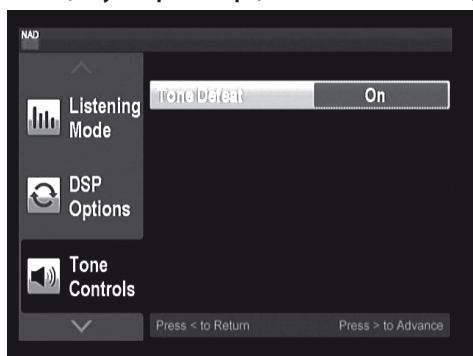 NAD
Listening
Mode
Tone Defeat
On
DSP
Options
Tone
Controls
Press < to Return
Press > to Advance